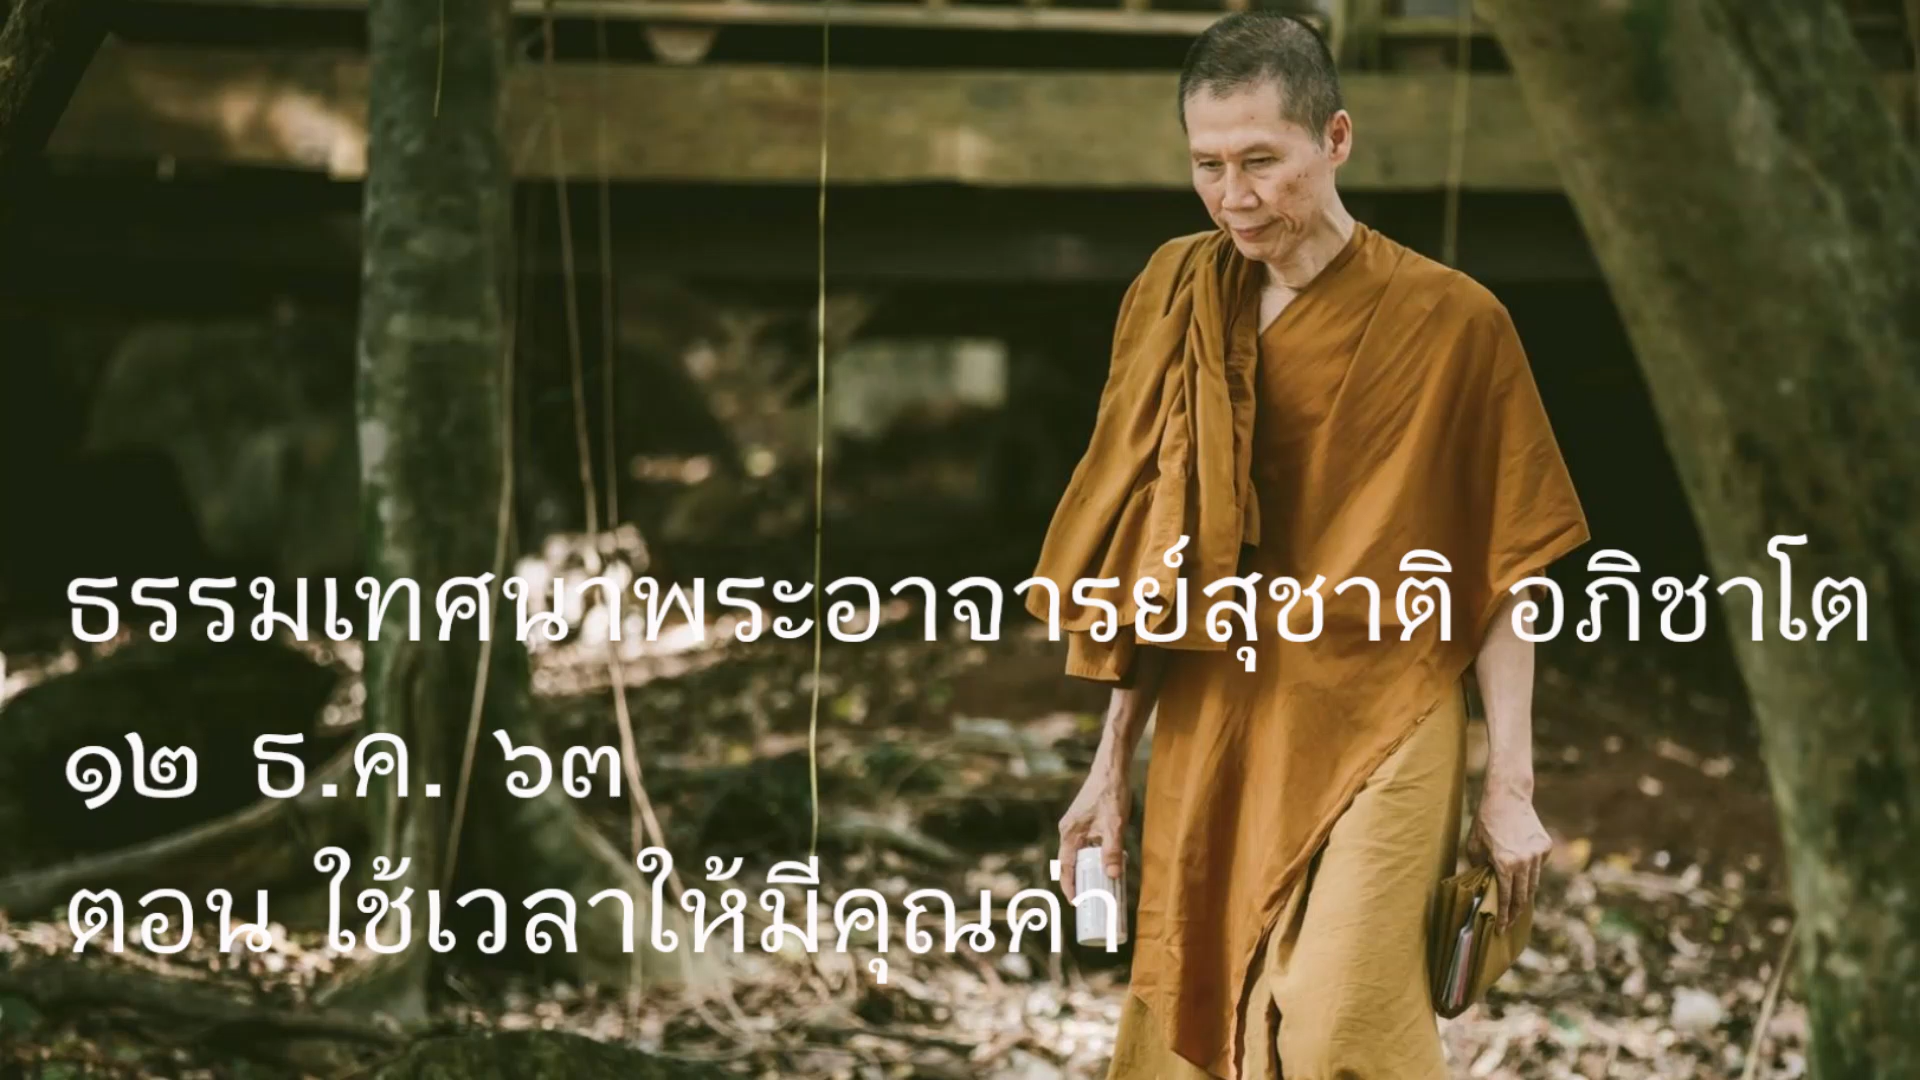 ธรรมเทศนาพระอาจารย์สุชาติ อภิชาโต
๑๒ ธ.ค. ๖๓
ตอน ใช้เวลาให้มีคุณค่า